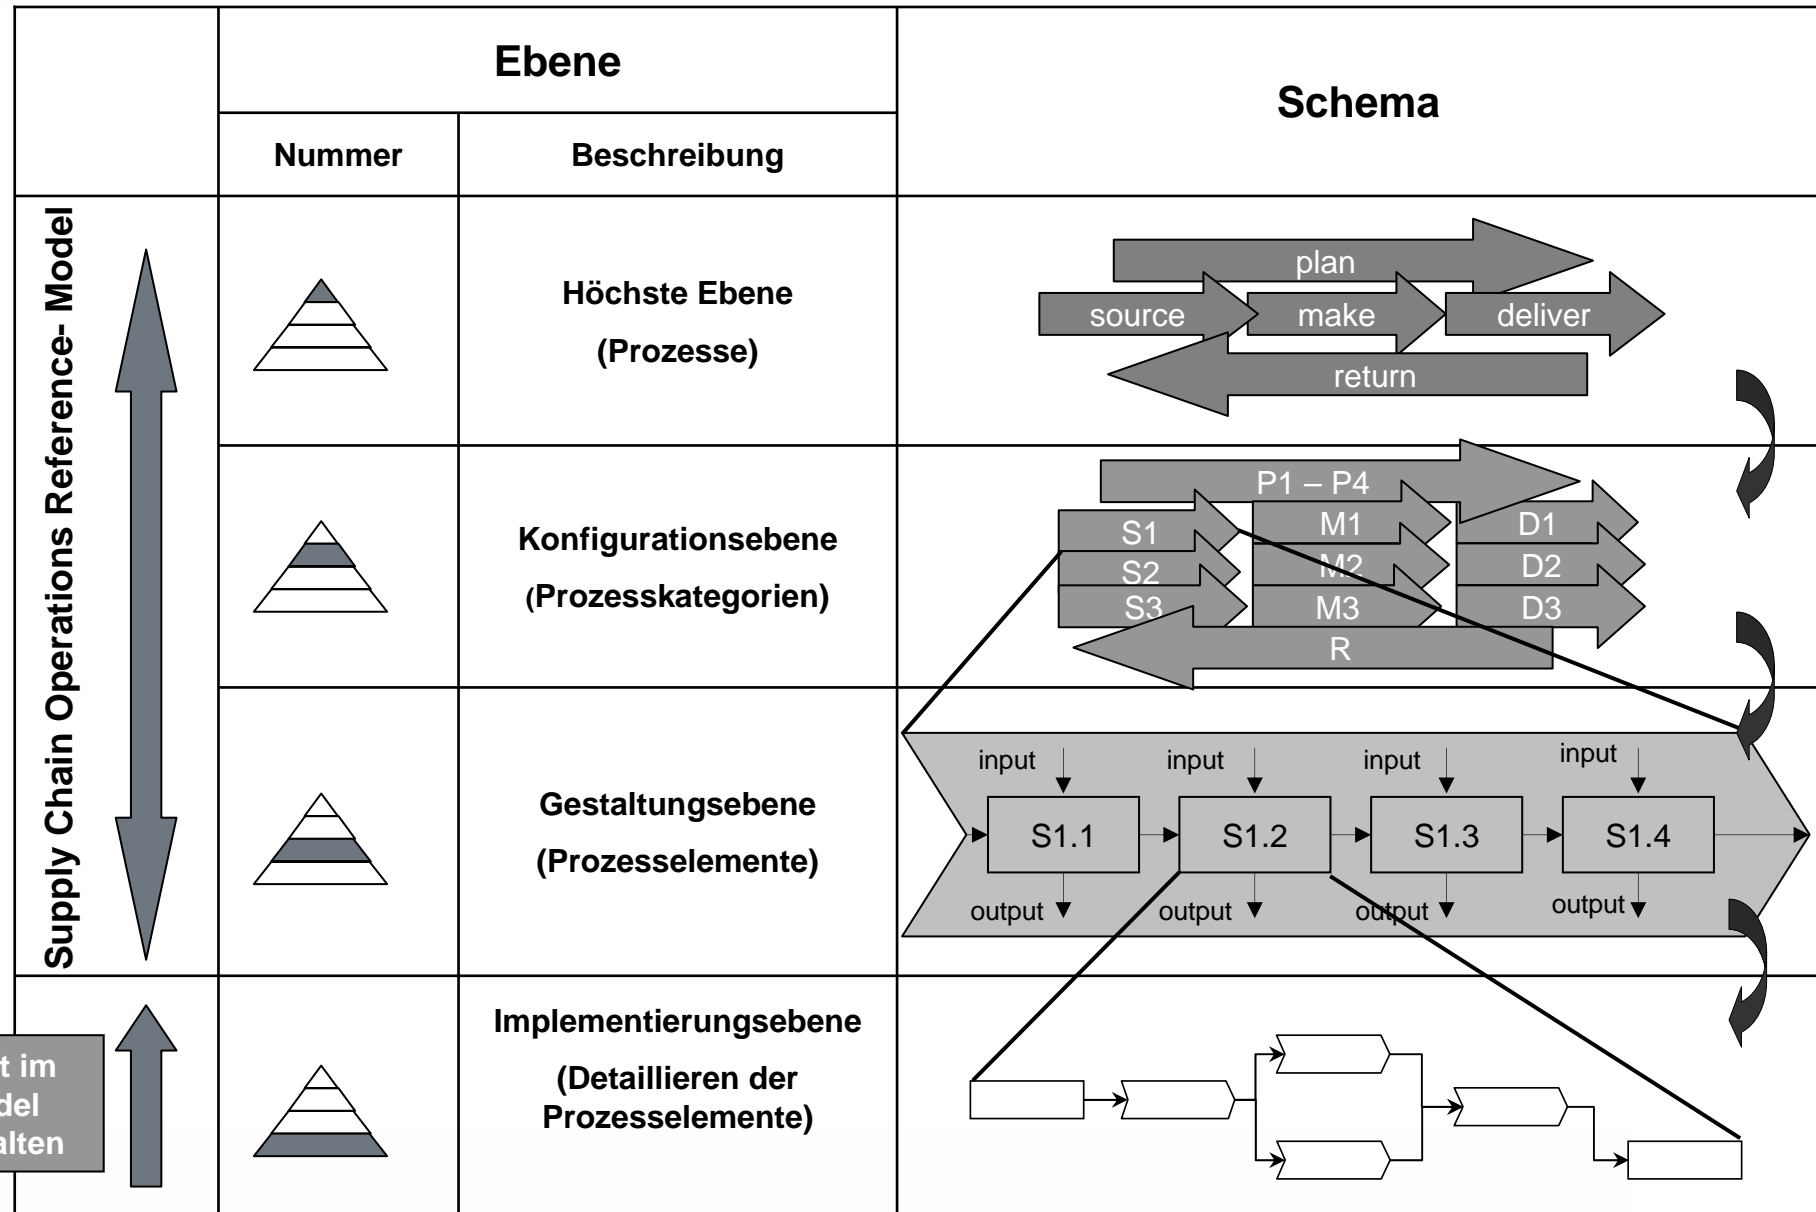 Ebene
Schema
Nummer
Beschreibung
Supply Chain Operations Reference- Model
Höchste Ebene
(Prozesse)
plan
source
make
deliver
return
Konfigurationsebene
(Prozesskategorien)
P1 – P4
S1
M1
D1
S2
M2
D2
S3
M3
D3
R
Gestaltungsebene
(Prozesselemente)
input
input
input
input
S1.1
S1.2
S1.3
S1.4
output
output
output
output
Implementierungsebene
(Detaillieren der
Prozesselemente)
im